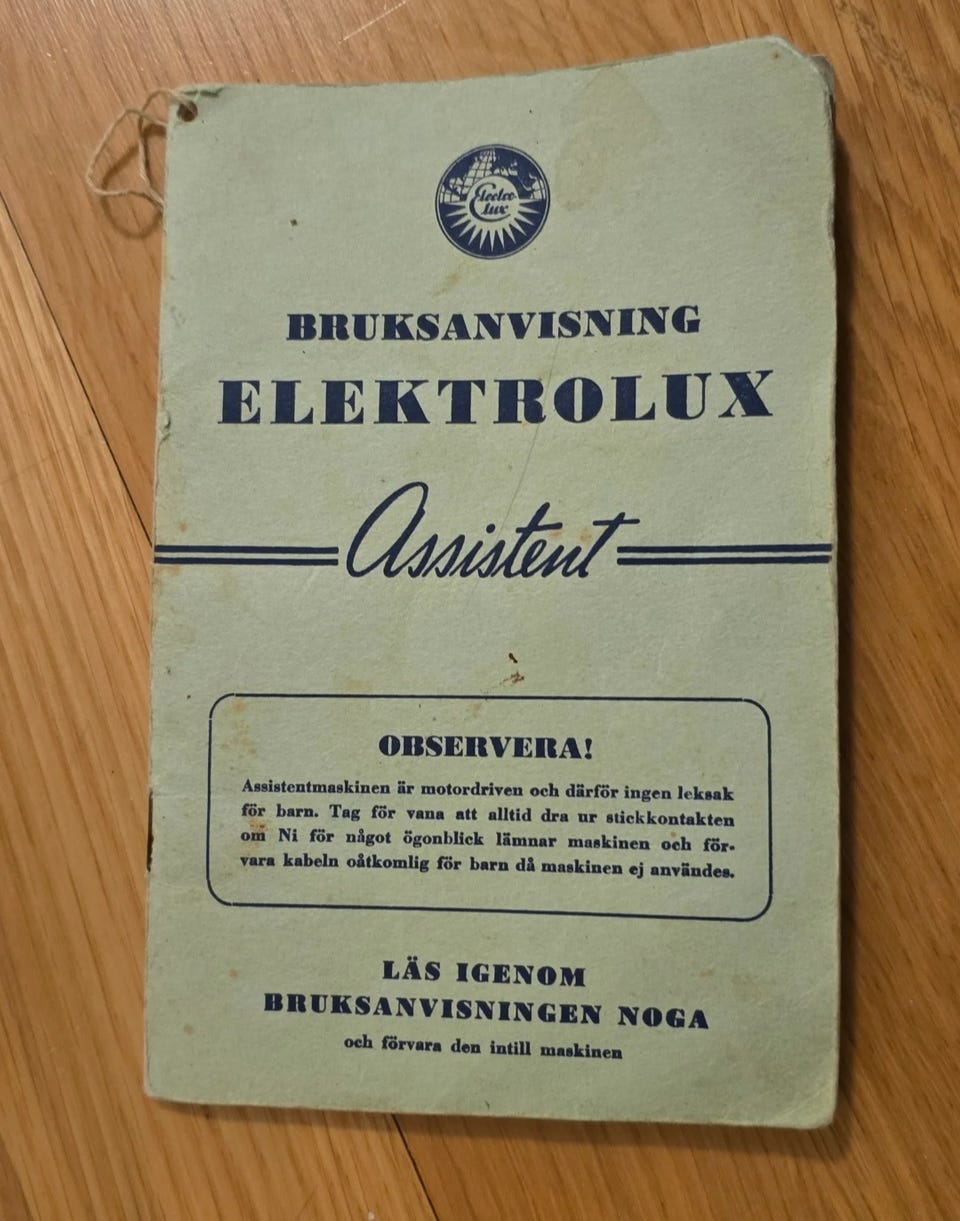 Electro-
lux
BRUKSANVISNING
ELEKTROLUX
Assistent
OBSERVERA!
Assistentmaskinen är motordriven och därför ingen leksak
för barn. Tag för vana att alltid dra ur stickkontakten
om Ni för något ögonblick lämnar maskinen och för-
vara kabeln oåtkomlig för barn då maskinen ej användes.
LÄS IGENOM
BRUKSANVISNINGEN NOGA
och förvara den intill maskinen